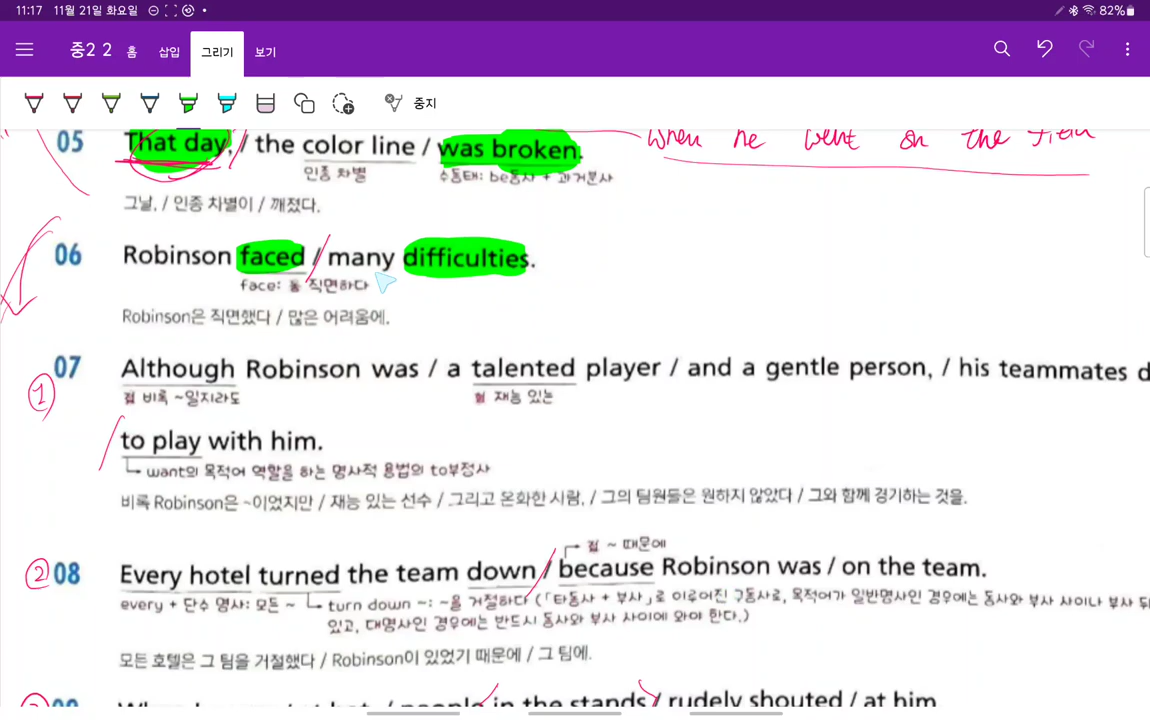 11:17 11월 21일 화요일 82%
중2 2 홈 삽입 그리기 보기
중지
05 That day, / the color line / was broken. when he went on the field
인종 차별 수동태: be동사 + 과거분사
그날, / 인종 차별이 / 깨졌다.
06 Robinson faced / many difficulties.
face: 동 직면하다
Robinson은 직면했다 / 많은 어려움에.
07 Although Robinson was / a talented player / and a gentle person, / his teammates d
① 접 비록 ~일지라도 형 재능 있는
to play with him.
want의 목적어 역할을 하는 명사적 용법의 to부정사
비록 Robinson은 ~이었지만 / 재능 있는 선수 / 그리고 온화한 사람, / 그의 팀원들은 원하지 않았다 / 그와 함께 경기하는 것을.
접 ~ 때문에
② 08 Every hotel turned the team down / because Robinson was / on the team.
every + 단수 명사: 모든 ~ turn down ~: ~을 거절하다 (「타동사 + 부사」로 이루어진 구동사로, 목적어가 일반명사인 경우에는 동사와 부사 사이나 부사 뒤
있고, 대명사인 경우에는 반드시 동사와 부사 사이에 와야 한다.)
모든 호텔은 그 팀을 거절했다 / Robinson이 있었기 때문에 / 그 팀에.
people in the stands / rudely shouted / at him